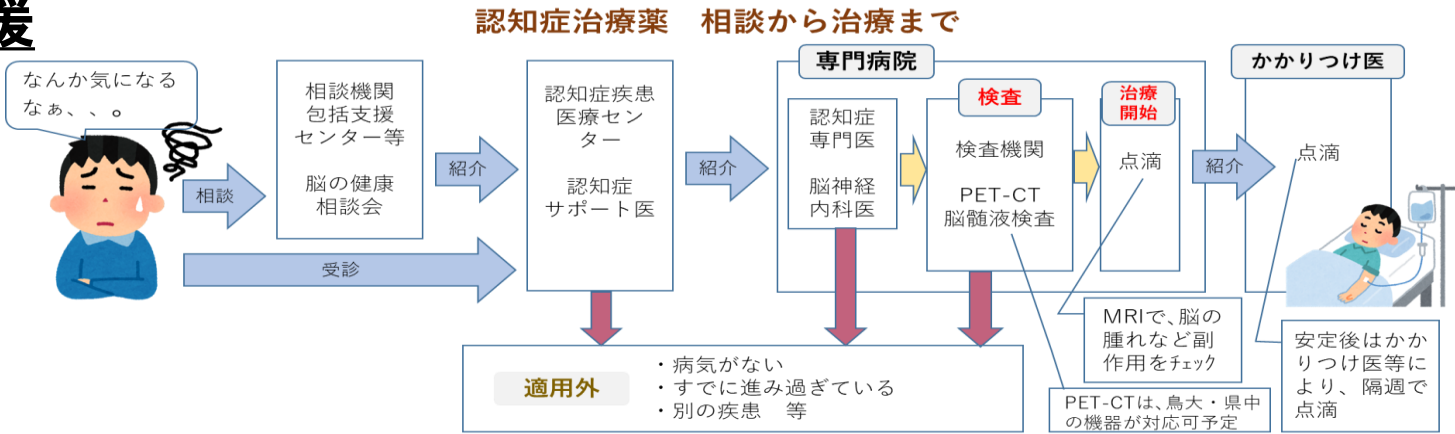 援
認知症治療薬　相談から治療まで
なんか気になる
なぁ、、。
相談
受診
相談機関
包括支援
センター等
脳の健康
相談会
紹介
認知症疾患
医療セン
ター
認知症
サポート医
紹介
専門病院
認知症
専門医
脳神経
内科医
検査
検査機関
PET-CT
脳髄液検査
治療
開始
点滴
紹介
かかりつけ医
点滴
適用外
・病気がない
・すでに進み過ぎている
・別の疾患　等
MRIで、脳の
腫れなど副
作用をチェック
PET-CTは、鳥大・県中
の機器が対応可予定
安定後はかか
りつけ医等に
より、隔週で
点滴